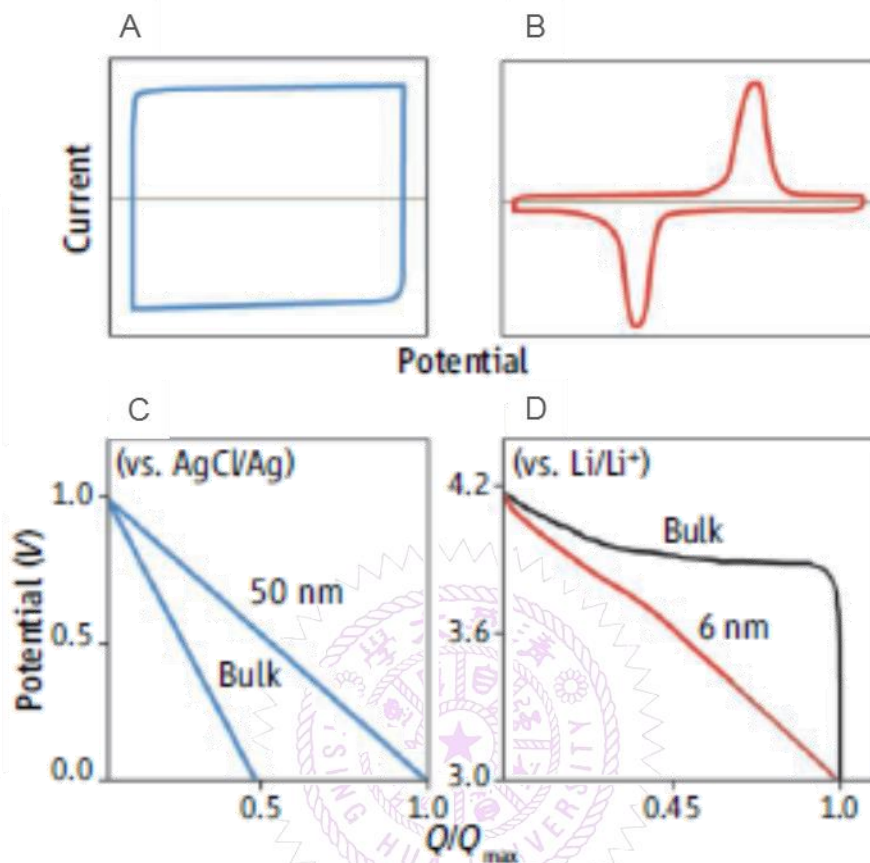 A
B
Current
Potential
C
D
(vs. AgCl/Ag)
(vs. Li/Li⁺)
Potential (V)
1.0
0.5
0.0
50 nm
Bulk
4.2
3.6
3.0
Bulk
6 nm
0.5
1.0
0.45
1.0
Q/Qmax